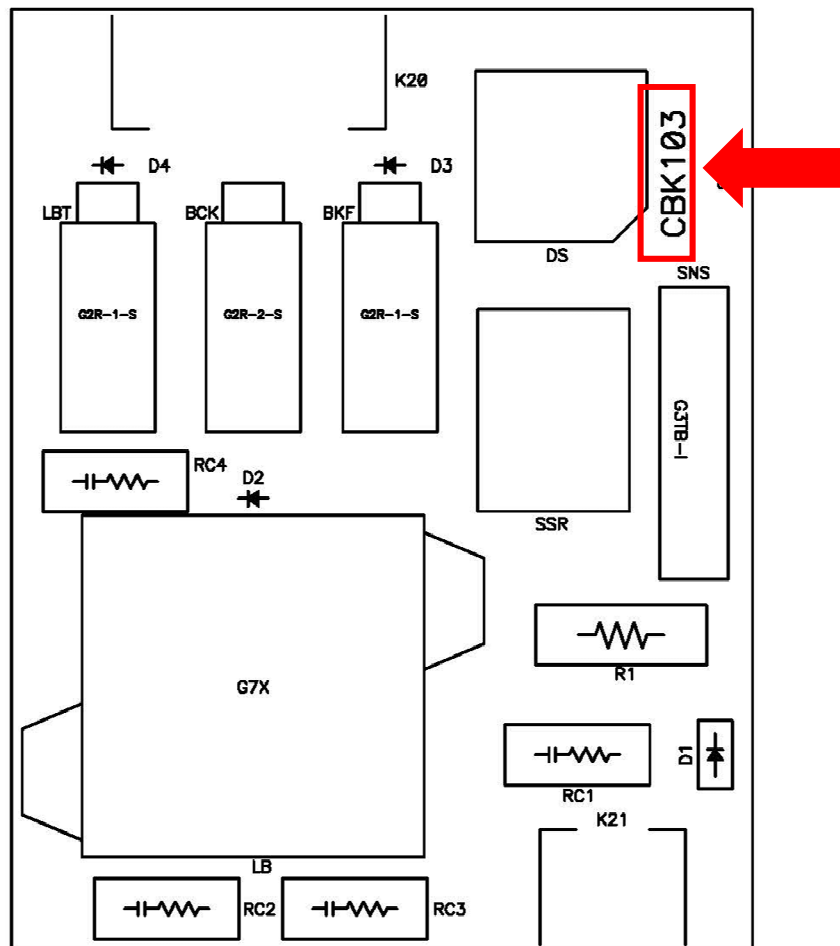 K20
CBK103
D4
D3
LBT
BCK
BKF
DS
SNS
G2R-1-S
G2R-2-S
G2R-1-S
G3TB-I
RC4
D2
SSR
R1
G7X
D1
RC1
K21
LB
RC2
RC3